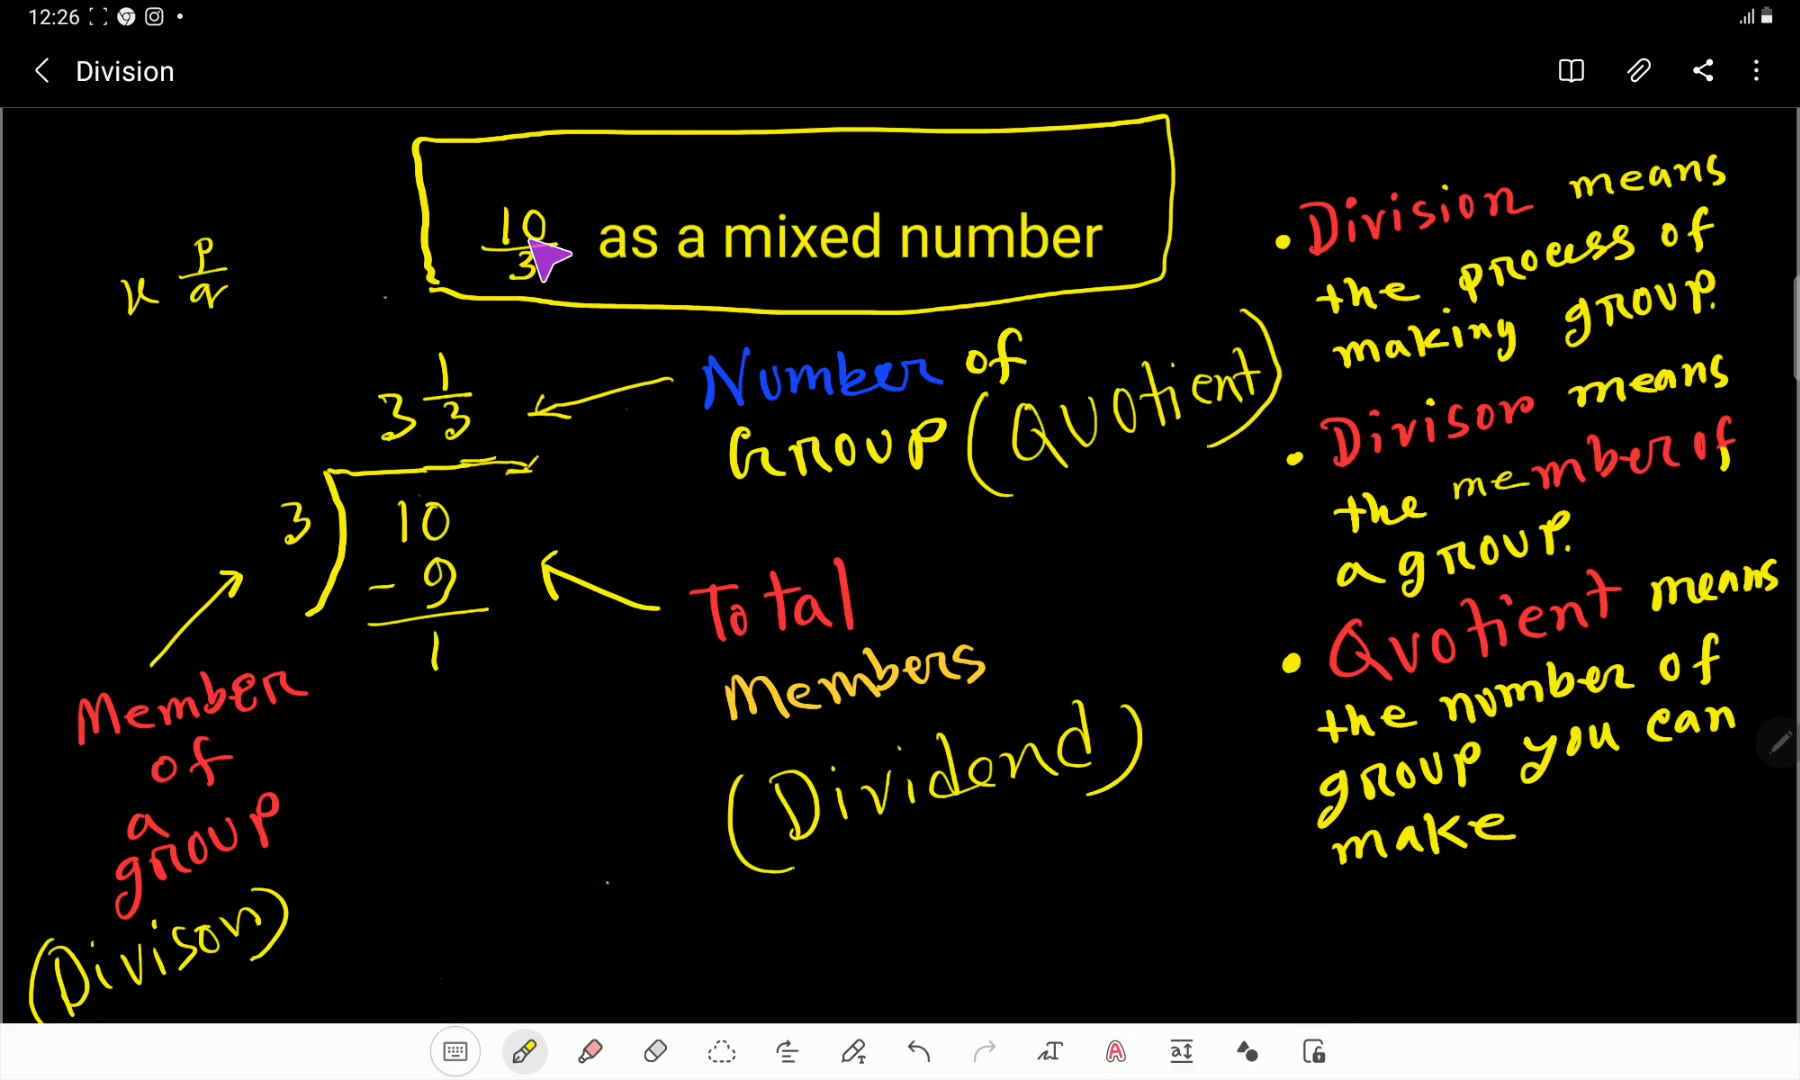 12:26
Division
10/3 as a mixed number
x p/q
3 1/3
Number of
Group (Quotient)
3
10
- 9
1
Total
Members
(Dividend)
Member
of
a
group
(Divisor)
• Division means
the process of
making group.
• Divisor means
the member of
a group.
• Quotient means
the number of
group you can
make